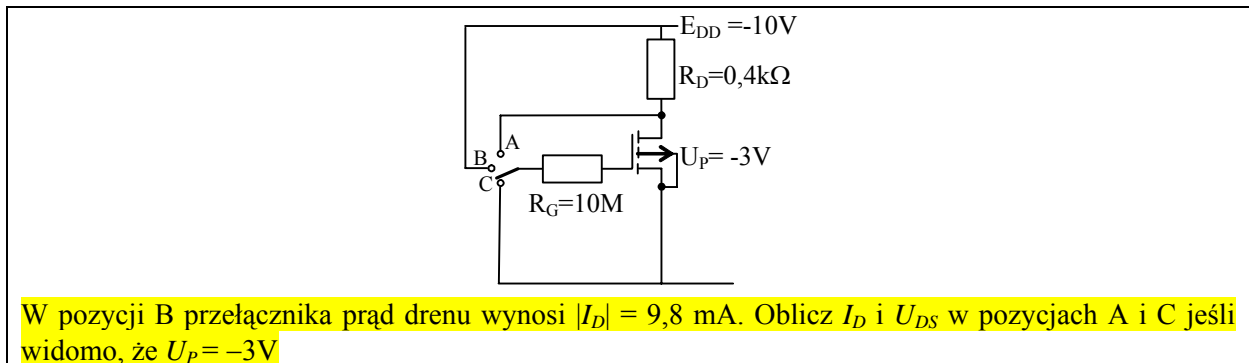 E_DD =-10V
R_D=0,4kΩ
A
B
U_P= -3V
C
R_G=10M
W pozycji B przełącznika prąd drenu wynosi |I_D| = 9,8 mA. Oblicz I_D i U_DS w pozycjach A i C jeśli
widomo, że U_P = –3V